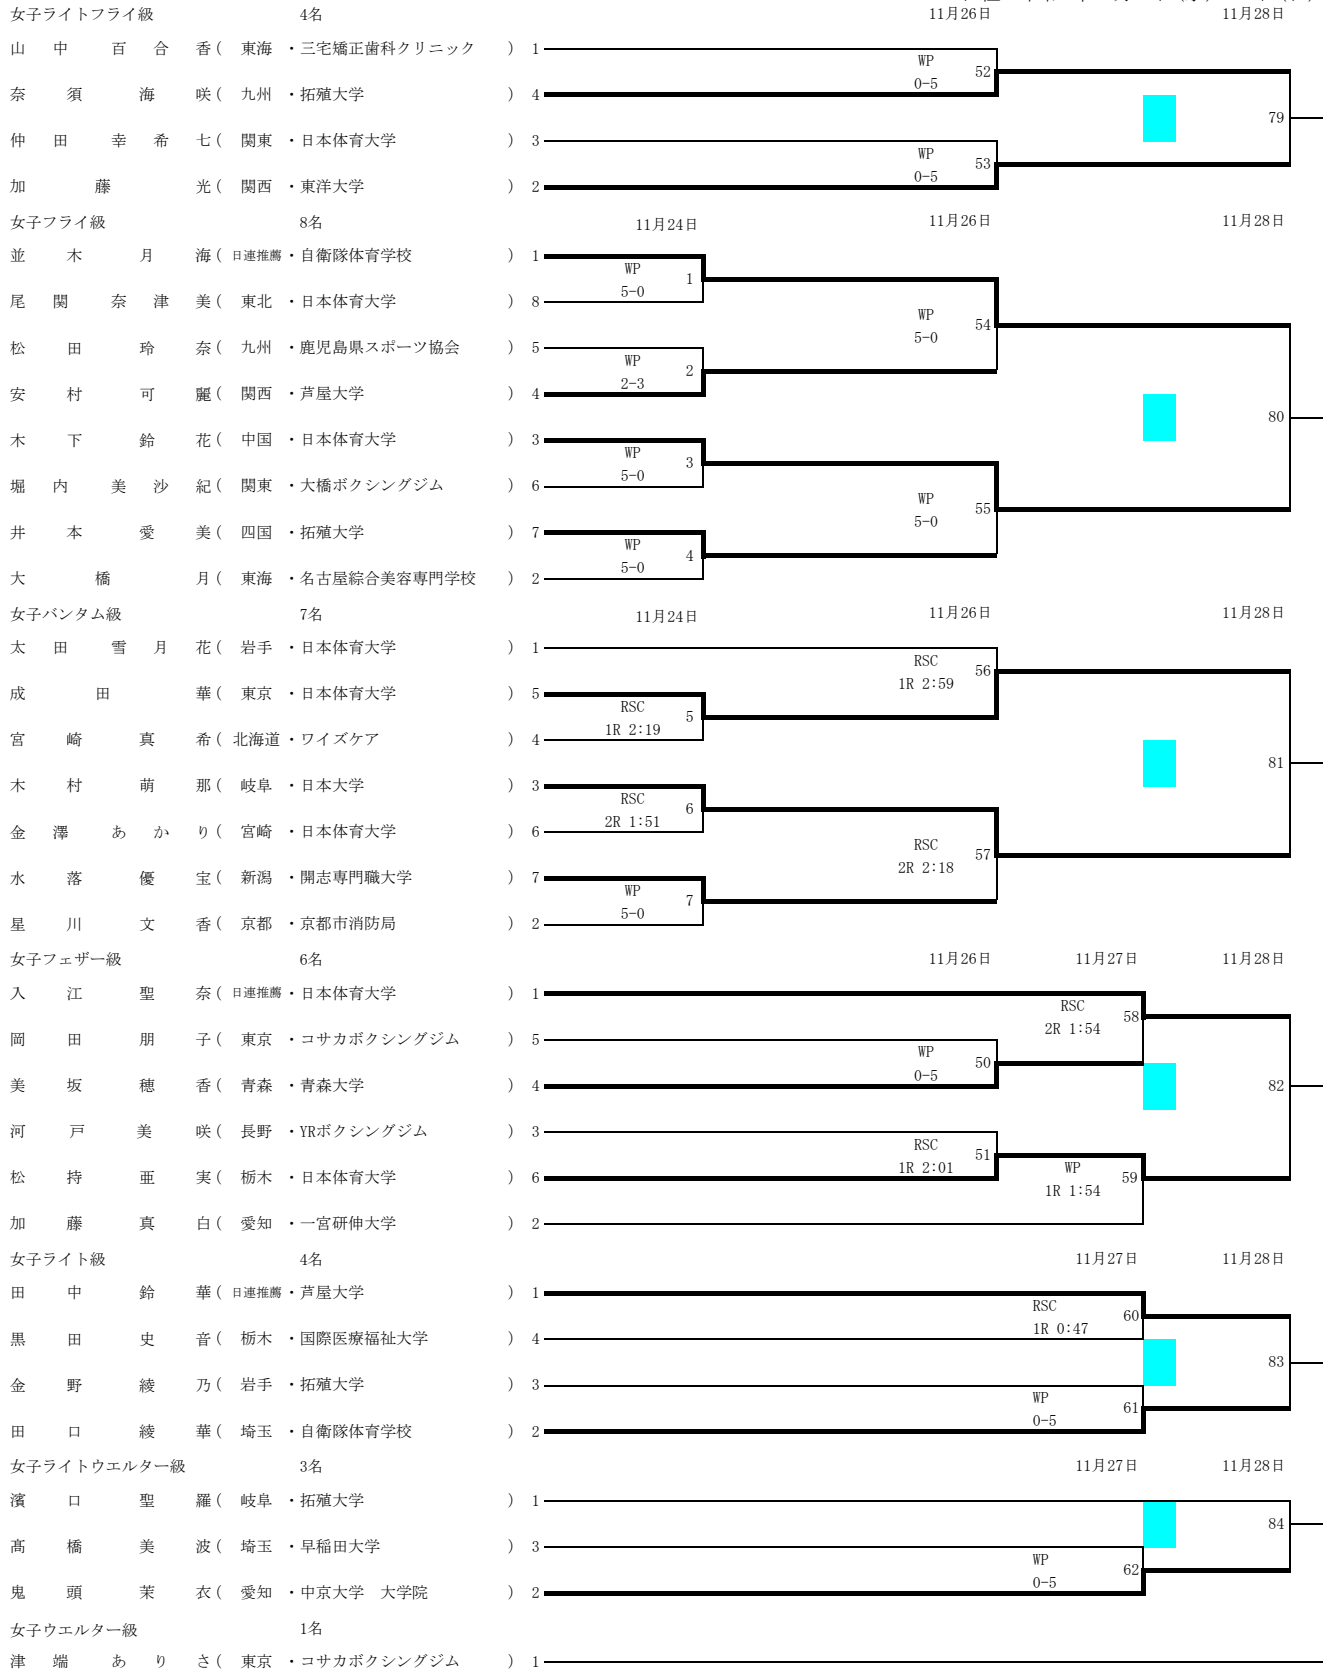 女子ライトフライ級 4名 11月26日 11月28日
山中百合香( 東海 ・三宅矯正歯科クリニック ) 1
WP 52
0-5
奈須海咲( 九州 ・拓殖大学 ) 4
79
仲田幸希七( 関東 ・日本体育大学 ) 3
WP 53
0-5
加藤光( 関西 ・東洋大学 ) 2
女子フライ級 8名 11月24日 11月26日 11月28日
並木月海( 日連推薦 ・自衛隊体育学校 ) 1
WP 1
5-0
尾関奈津美( 東北 ・日本体育大学 ) 8
WP 54
5-0
松田玲奈( 九州 ・鹿児島県スポーツ協会 ) 5
WP 2
2-3
安村可麗( 関西 ・芦屋大学 ) 4
80
木下鈴花( 中国 ・日本体育大学 ) 3
WP 3
5-0
堀内美沙紀( 関東 ・大橋ボクシングジム ) 6
WP 55
5-0
井本愛美( 四国 ・拓殖大学 ) 7
WP 4
5-0
大橋月( 東海 ・名古屋綜合美容専門学校 ) 2
女子バンタム級 7名 11月24日 11月26日 11月28日
太田雪月花( 岩手 ・日本体育大学 ) 1
RSC 56
1R 2:59
成田華( 東京 ・日本体育大学 ) 5
RSC 5
1R 2:19
宮崎真希( 北海道 ・ワイズケア ) 4
81
木村萌那( 岐阜 ・日本大学 ) 3
RSC 6
2R 1:51
金澤あかり( 宮崎 ・日本体育大学 ) 6
RSC 57
2R 2:18
水落優宝( 新潟 ・開志専門職大学 ) 7
WP 7
5-0
星川文香( 京都 ・京都市消防局 ) 2
女子フェザー級 6名 11月26日 11月27日 11月28日
入江聖奈( 日連推薦 ・日本体育大学 ) 1
RSC 58
2R 1:54
岡田朋子( 東京 ・コサカボクシングジム ) 5
WP 50
0-5
美坂穂香( 青森 ・青森大学 ) 4
82
河戸美咲( 長野 ・YRボクシングジム ) 3
RSC 51
1R 2:01
松持亜実( 栃木 ・日本体育大学 ) 6
WP 59
1R 1:54
加藤真白( 愛知 ・一宮研伸大学 ) 2
女子ライト級 4名 11月27日 11月28日
田中鈴華( 日連推薦 ・芦屋大学 ) 1
RSC 60
1R 0:47
黒田史音( 栃木 ・国際医療福祉大学 ) 4
83
金野綾乃( 岩手 ・拓殖大学 ) 3
WP 61
0-5
田口綾華( 埼玉 ・自衛隊体育学校 ) 2
女子ライトウエルター級 3名 11月27日 11月28日
濱口聖羅( 岐阜 ・拓殖大学 ) 1
84
髙橋美波( 埼玉 ・早稲田大学 ) 3
WP 62
0-5
鬼頭茉衣( 愛知 ・中京大学　大学院 ) 2
女子ウエルター級 1名
津端ありさ( 東京 ・コサカボクシングジム ) 1